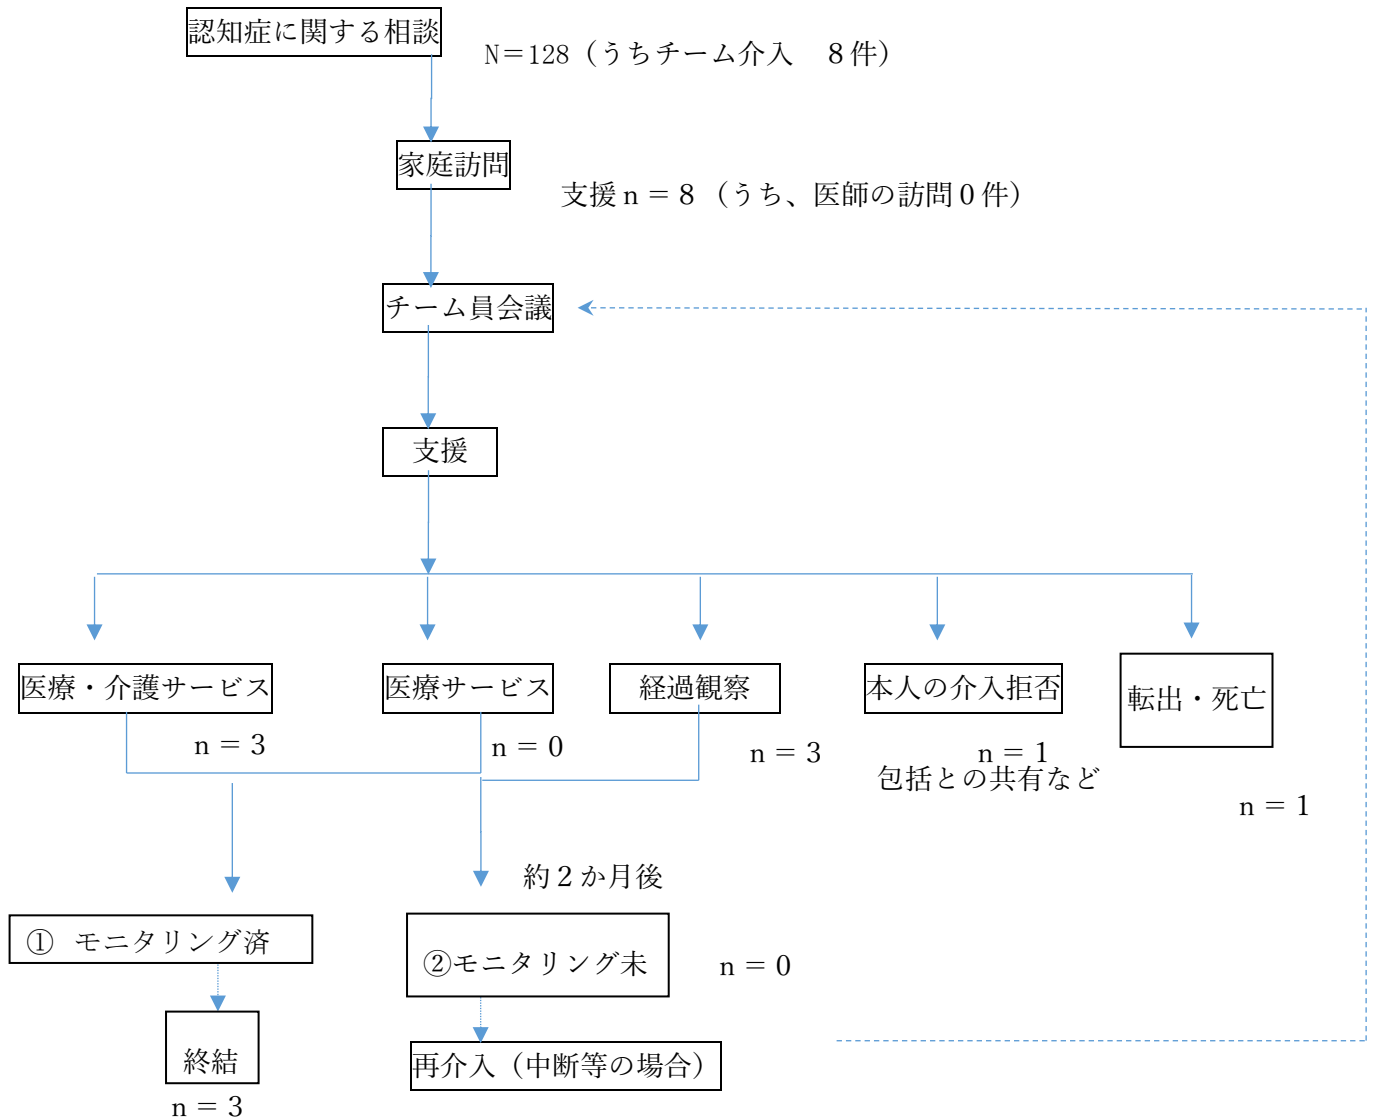 認知症に関する相談
N＝128（うちチーム介入　８件）
家庭訪問
支援ｎ＝８（うち、医師の訪問０件）
チーム員会議
支援
医療・介護サービス
医療サービス
経過観察
本人の介入拒否
転出・死亡
ｎ＝３
ｎ＝０
ｎ＝３
ｎ＝１
包括との共有など
ｎ＝１
約２か月後
①　モニタリング済
②モニタリング未
ｎ＝０
終結
再介入（中断等の場合）
ｎ＝３